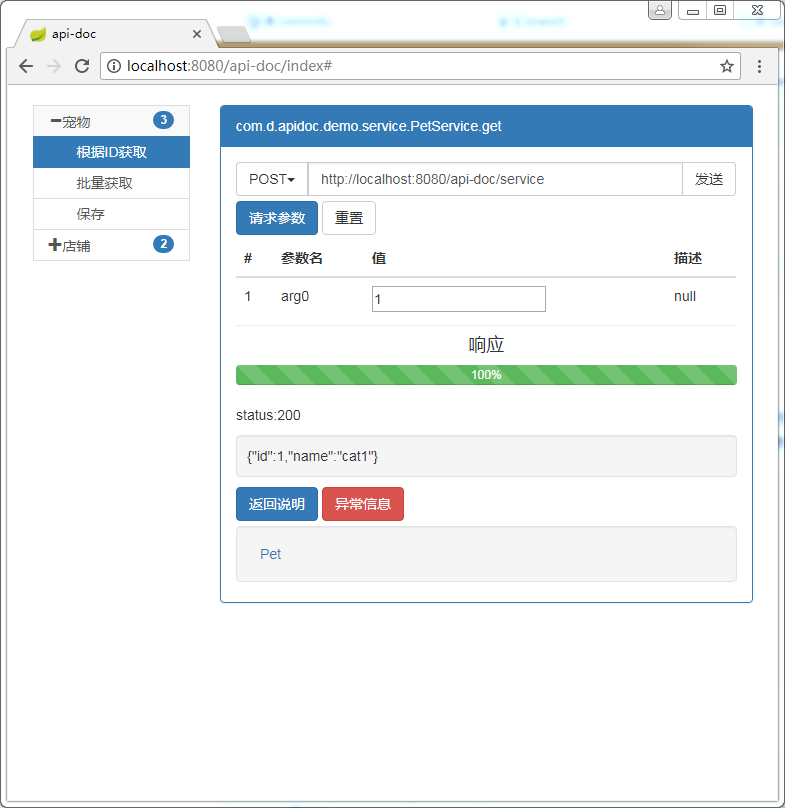 api-doc
localhost:8080/api-doc/index#
宠物 3
根据ID获取
批量获取
保存
店铺 2
com.d.apidoc.demo.service.PetService.get
POST http://localhost:8080/api-doc/service 发送
请求参数 重置
# 参数名 值 描述
1 arg0 1 null
响应
100%
status:200
{"id":1,"name":"cat1"}
返回说明 异常信息
Pet